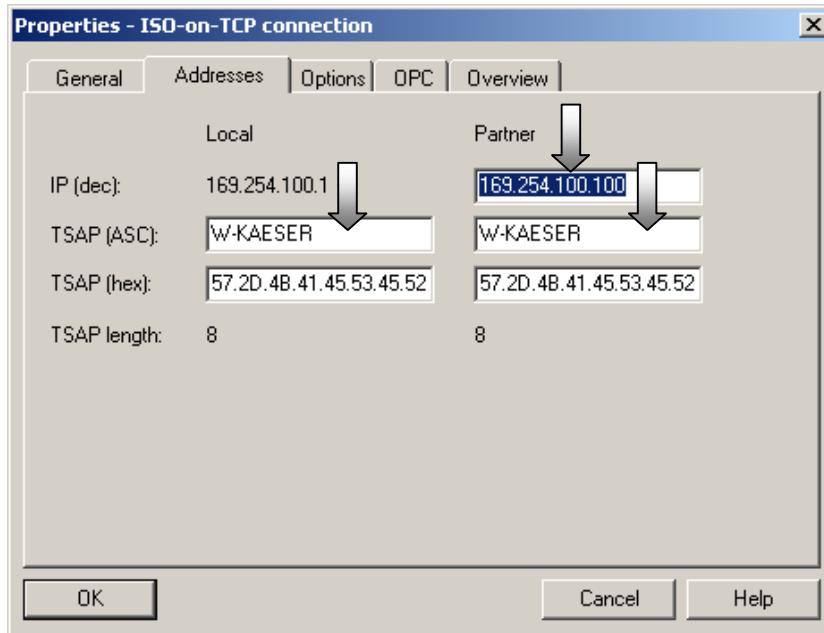 Properties - ISO-on-TCP connection
General Addresses Options OPC Overview
Local Partner
IP (dec): 169.254.100.1 169.254.100.100
TSAP (ASC): W-KAESER W-KAESER
TSAP (hex): 57.2D.4B.41.45.53.45.52 57.2D.4B.41.45.53.45.52
TSAP length: 8 8
OK Cancel Help